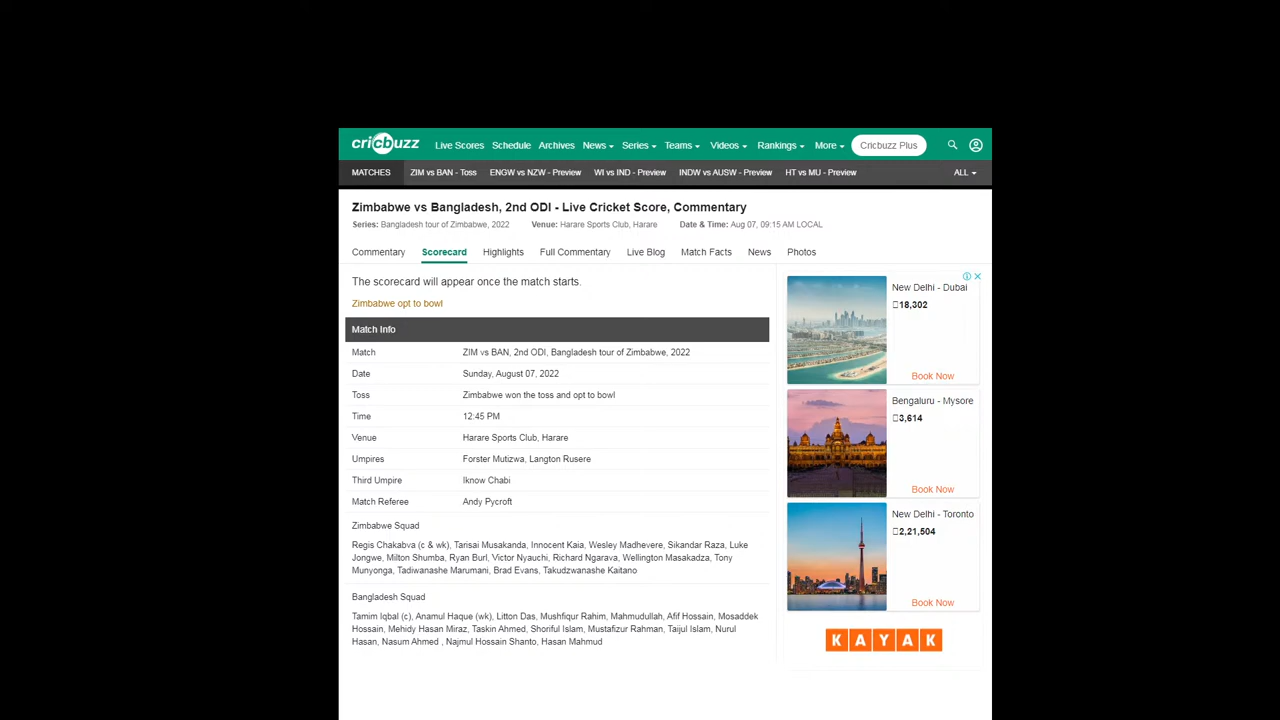 cricbuzz Live Scores Schedule Archives News Series Teams Videos Rankings More Cricbuzz Plus
MATCHES ZIM vs BAN - Toss ENGW vs NZW - Preview WI vs IND - Preview INDW vs AUSW - Preview HT vs MU - Preview ALL
Zimbabwe vs Bangladesh, 2nd ODI - Live Cricket Score, Commentary
Series: Bangladesh tour of Zimbabwe, 2022 Venue: Harare Sports Club, Harare Date & Time: Aug 07, 09:15 AM LOCAL
Commentary Scorecard Highlights Full Commentary Live Blog Match Facts News Photos
The scorecard will appear once the match starts.
Zimbabwe opt to bowl
Match Info
Match ZIM vs BAN, 2nd ODI, Bangladesh tour of Zimbabwe, 2022
Date Sunday, August 07, 2022
Toss Zimbabwe won the toss and opt to bowl
Time 12:45 PM
Venue Harare Sports Club, Harare
Umpires Forster Mutizwa, Langton Rusere
Third Umpire Iknow Chabi
Match Referee Andy Pycroft
Zimbabwe Squad
Regis Chakabva (c & wk), Tarisai Musakanda, Innocent Kaia, Wesley Madhevere, Sikandar Raza, Luke
Jongwe, Milton Shumba, Ryan Burl, Victor Nyauchi, Richard Ngarava, Wellington Masakadza, Tony
Munyonga, Tadiwanashe Marumani, Brad Evans, Takudzwanashe Kaitano
Bangladesh Squad
Tamim Iqbal (c), Anamul Haque (wk), Litton Das, Mushfiqur Rahim, Mahmudullah, Afif Hossain, Mosaddek
Hossain, Mehidy Hasan Miraz, Taskin Ahmed, Shoriful Islam, Mustafizur Rahman, Taijul Islam, Nurul
Hasan, Nasum Ahmed , Najmul Hossain Shanto, Hasan Mahmud
New Delhi - Dubai
18,302
Book Now
Bengaluru - Mysore
3,614
Book Now
New Delhi - Toronto
2,21,504
Book Now
KAYAK